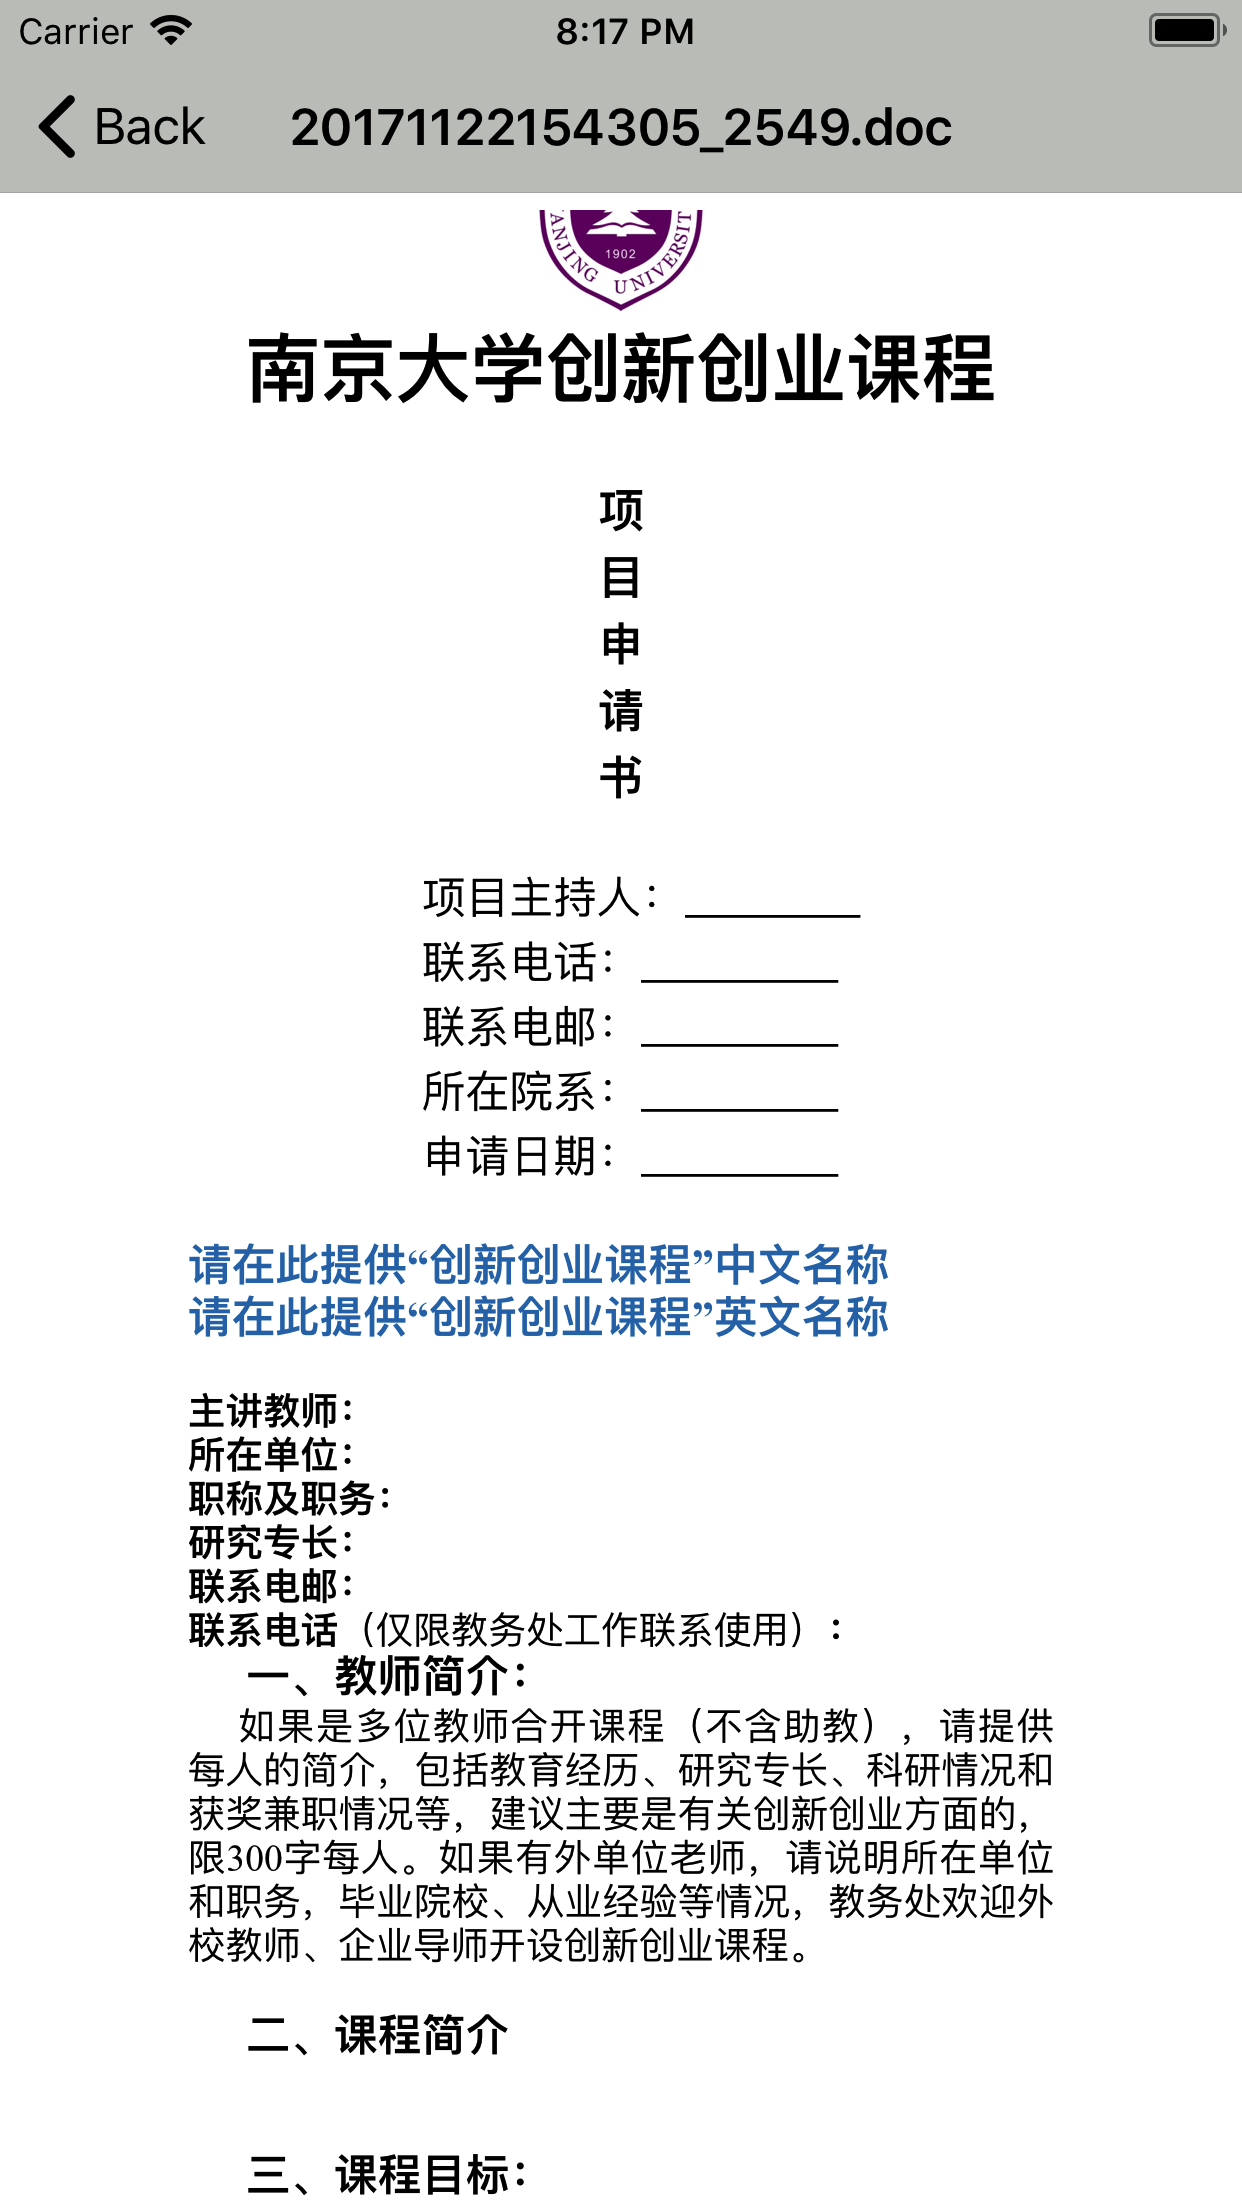 Carrier 8:17 PM
Back 20171122154305_2549.doc
ANJING UNIVERSIT
1902
南京大学创新创业课程
项
目
申
请
书
项目主持人：________
联系电话：_________
联系电邮：_________
所在院系：_________
申请日期：_________
请在此提供“创新创业课程”中文名称
请在此提供“创新创业课程”英文名称
主讲教师：
所在单位：
职称及职务：
研究专长：
联系电邮：
联系电话（仅限教务处工作联系使用）：
一、教师简介：
如果是多位教师合开课程（不含助教），请提供
每人的简介，包括教育经历、研究专长、科研情况和
获奖兼职情况等，建议主要是有关创新创业方面的，
限300字每人。如果有外单位老师，请说明所在单位
和职务，毕业院校、从业经验等情况，教务处欢迎外
校教师、企业导师开设创新创业课程。
二、课程简介
三、课程目标：